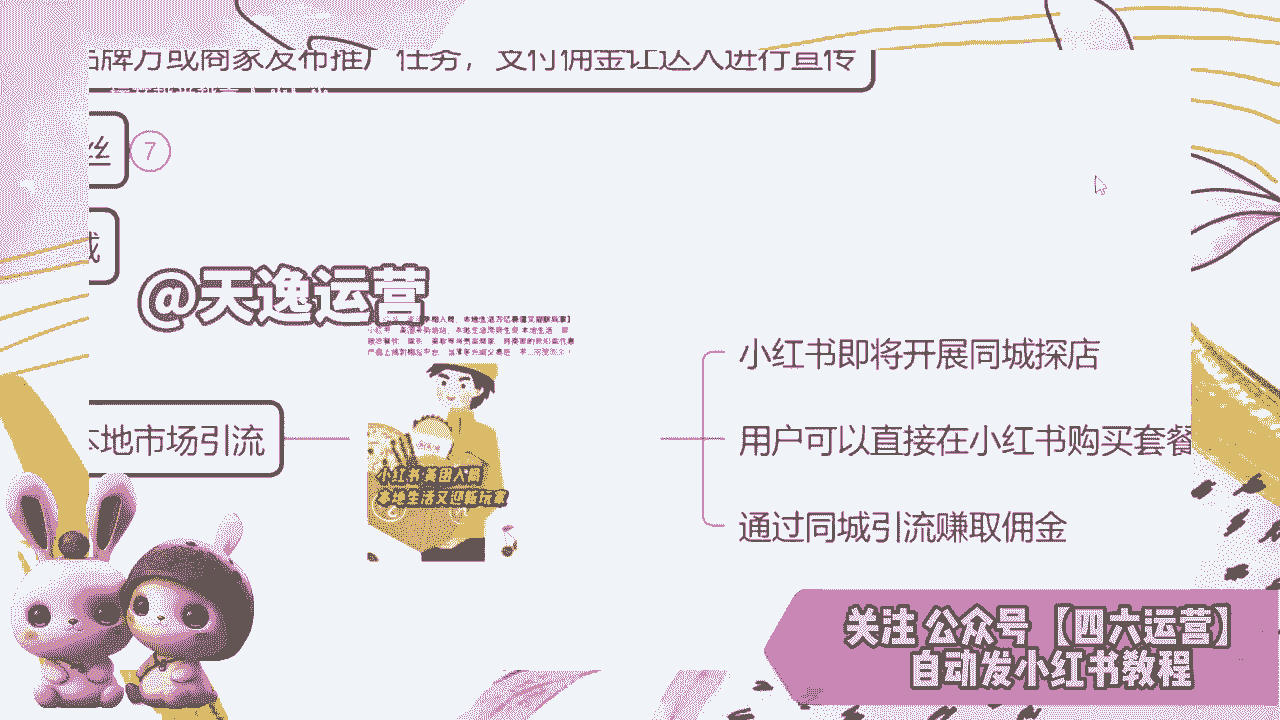 品牌方或商家发布推广任务，支付佣金让达人进行宣传
丝
7
@天逸运营
本地市场引流
小红书 美团入局
本地生活又迎新玩家
小红书即将开展同城探店
用户可以直接在小红书购买套餐
通过同城引流赚取佣金
关注 公众号【四六运营】
自动发小红书教程